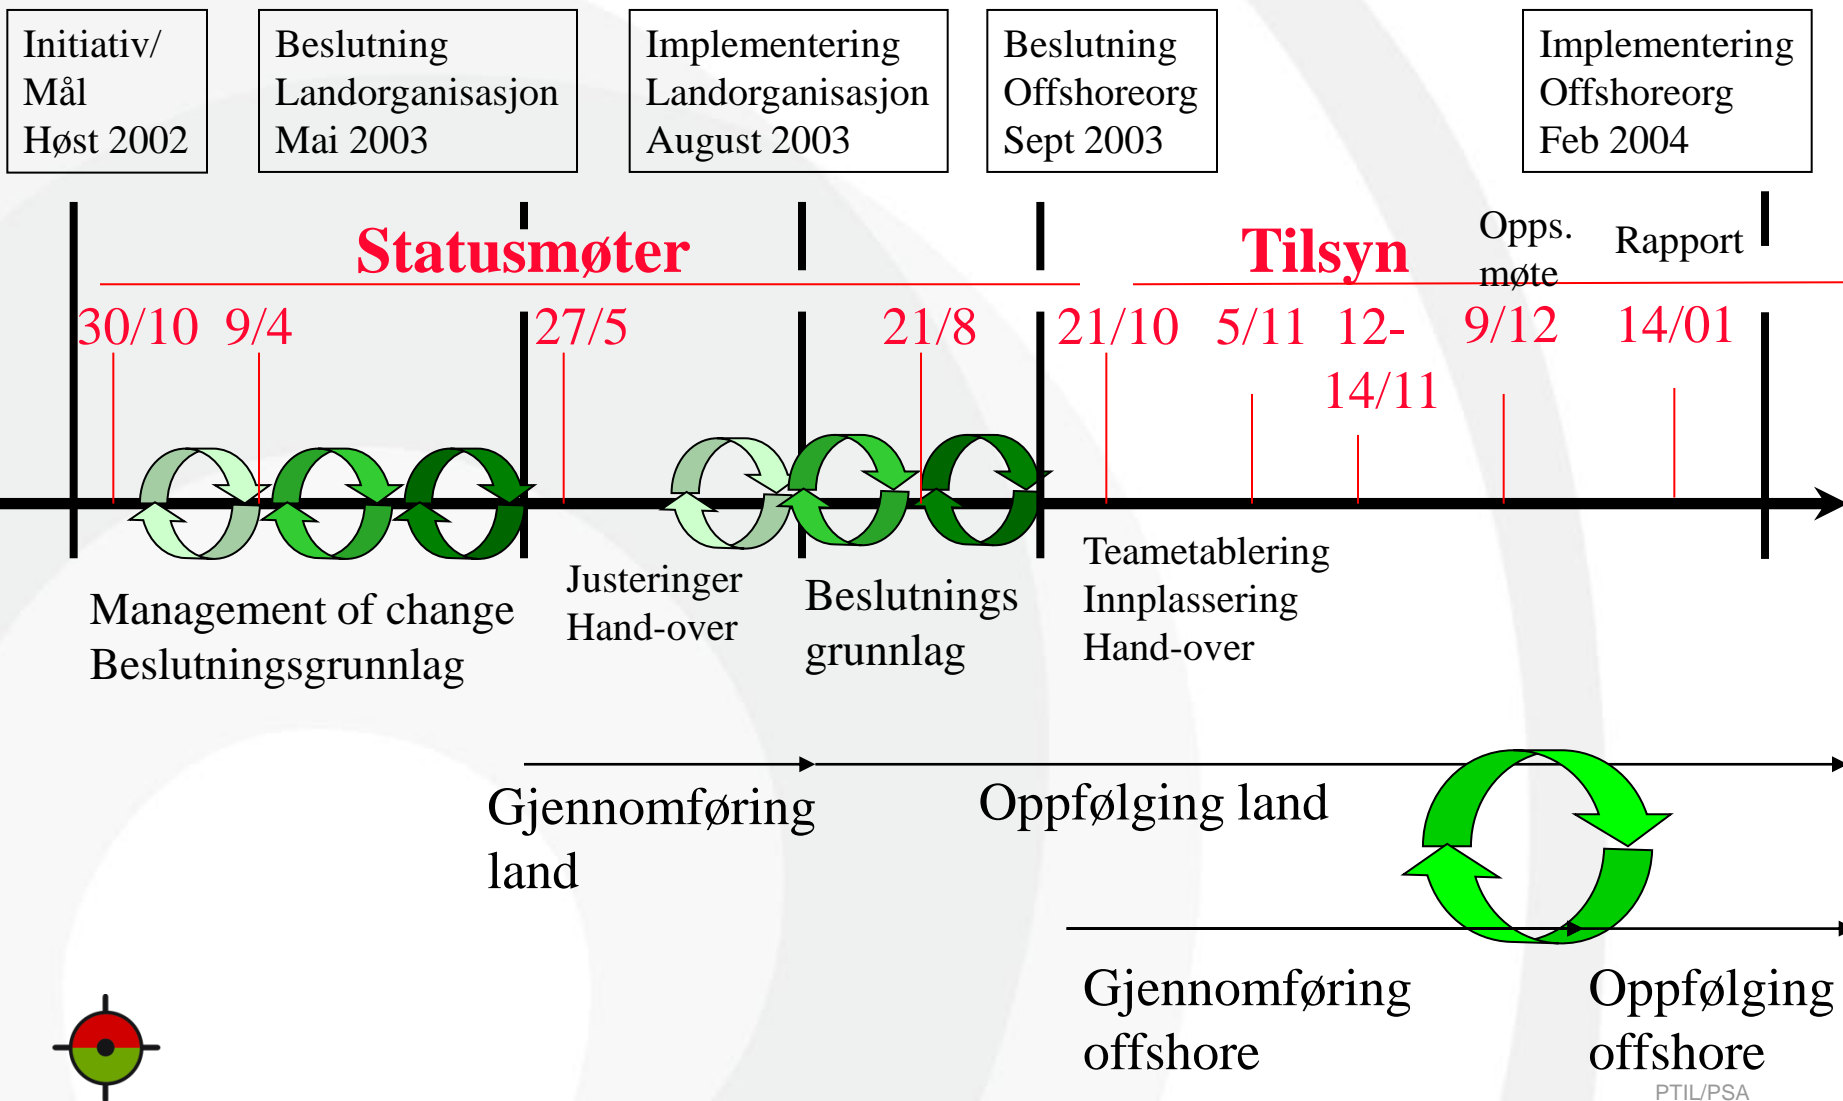 Initiativ/
Mål
Høst 2002
Beslutning
Landorganisasjon
Mai 2003
Implementering
Landorganisasjon
August 2003
Beslutning
Offshoreorg
Sept 2003
Implementering
Offshoreorg
Feb 2004
Statusmøter
Tilsyn
Opps.
møte
Rapport
30/10
9/4
27/5
21/8
21/10
5/11
12-
14/11
9/12
14/01
Management of change
Beslutningsgrunnlag
Justeringer
Hand-over
Beslutnings
grunnlag
Teametablering
Innplassering
Hand-over
Gjennomføring
land
Oppfølging land
Gjennomføring
offshore
Oppfølging
offshore
PTIL/PSA